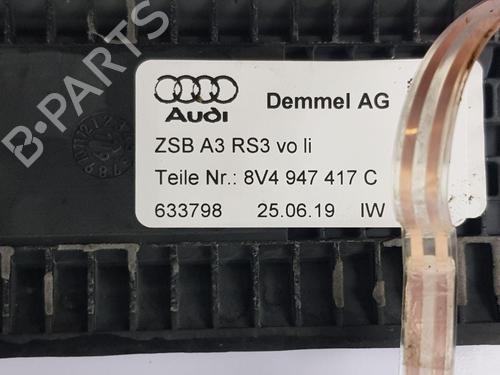 Audi
Demmel AG
ZSB A3 RS3 vo li
Teile Nr.: 8V4 947 417 C
633798 25.06.19 IW
B-PARTS